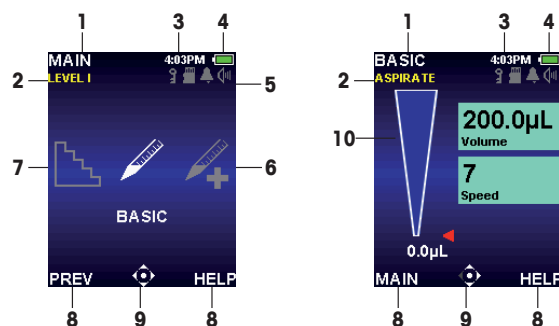 1
3
4
MAIN
4:03PM
2
LEVEL I
5
7
6
BASIC
PREV
HELP
8
9
8
1
3
4
BASIC
4:03PM
2
ASPIRATE
10
200.0µL
Volume
7
Speed
0.0µL
MAIN
HELP
8
9
8